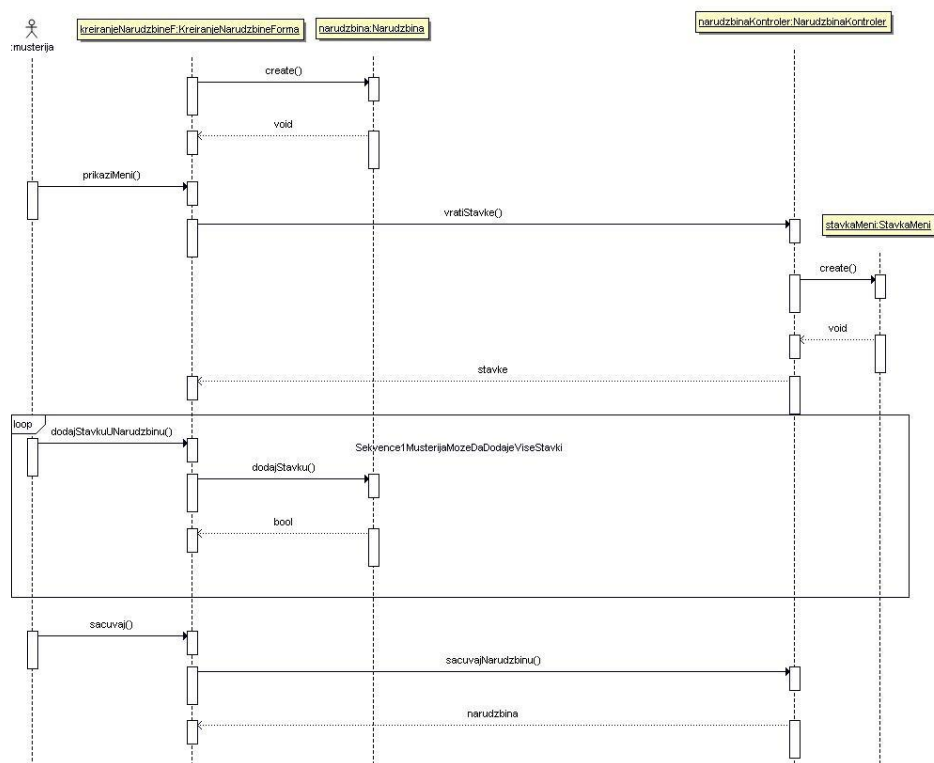 :musterija
kreiranjeNarudzbineF:KreiranjeNarudzbineForma
narudzbina:Narudzbina
narudzbinaKontroler:NarudzbinaKontroler
create()
void
prikaziMeni()
vratiStavke()
stavkaMeni:StavkaMeni
create()
void
stavke
loop
dodajStavkuUNarudzbinu()
Sekvence1MusterijaMozeDaDodajeViseStavki
dodajStavku()
bool
sacuvaj()
sacuvajNarudzbinu()
narudzbina